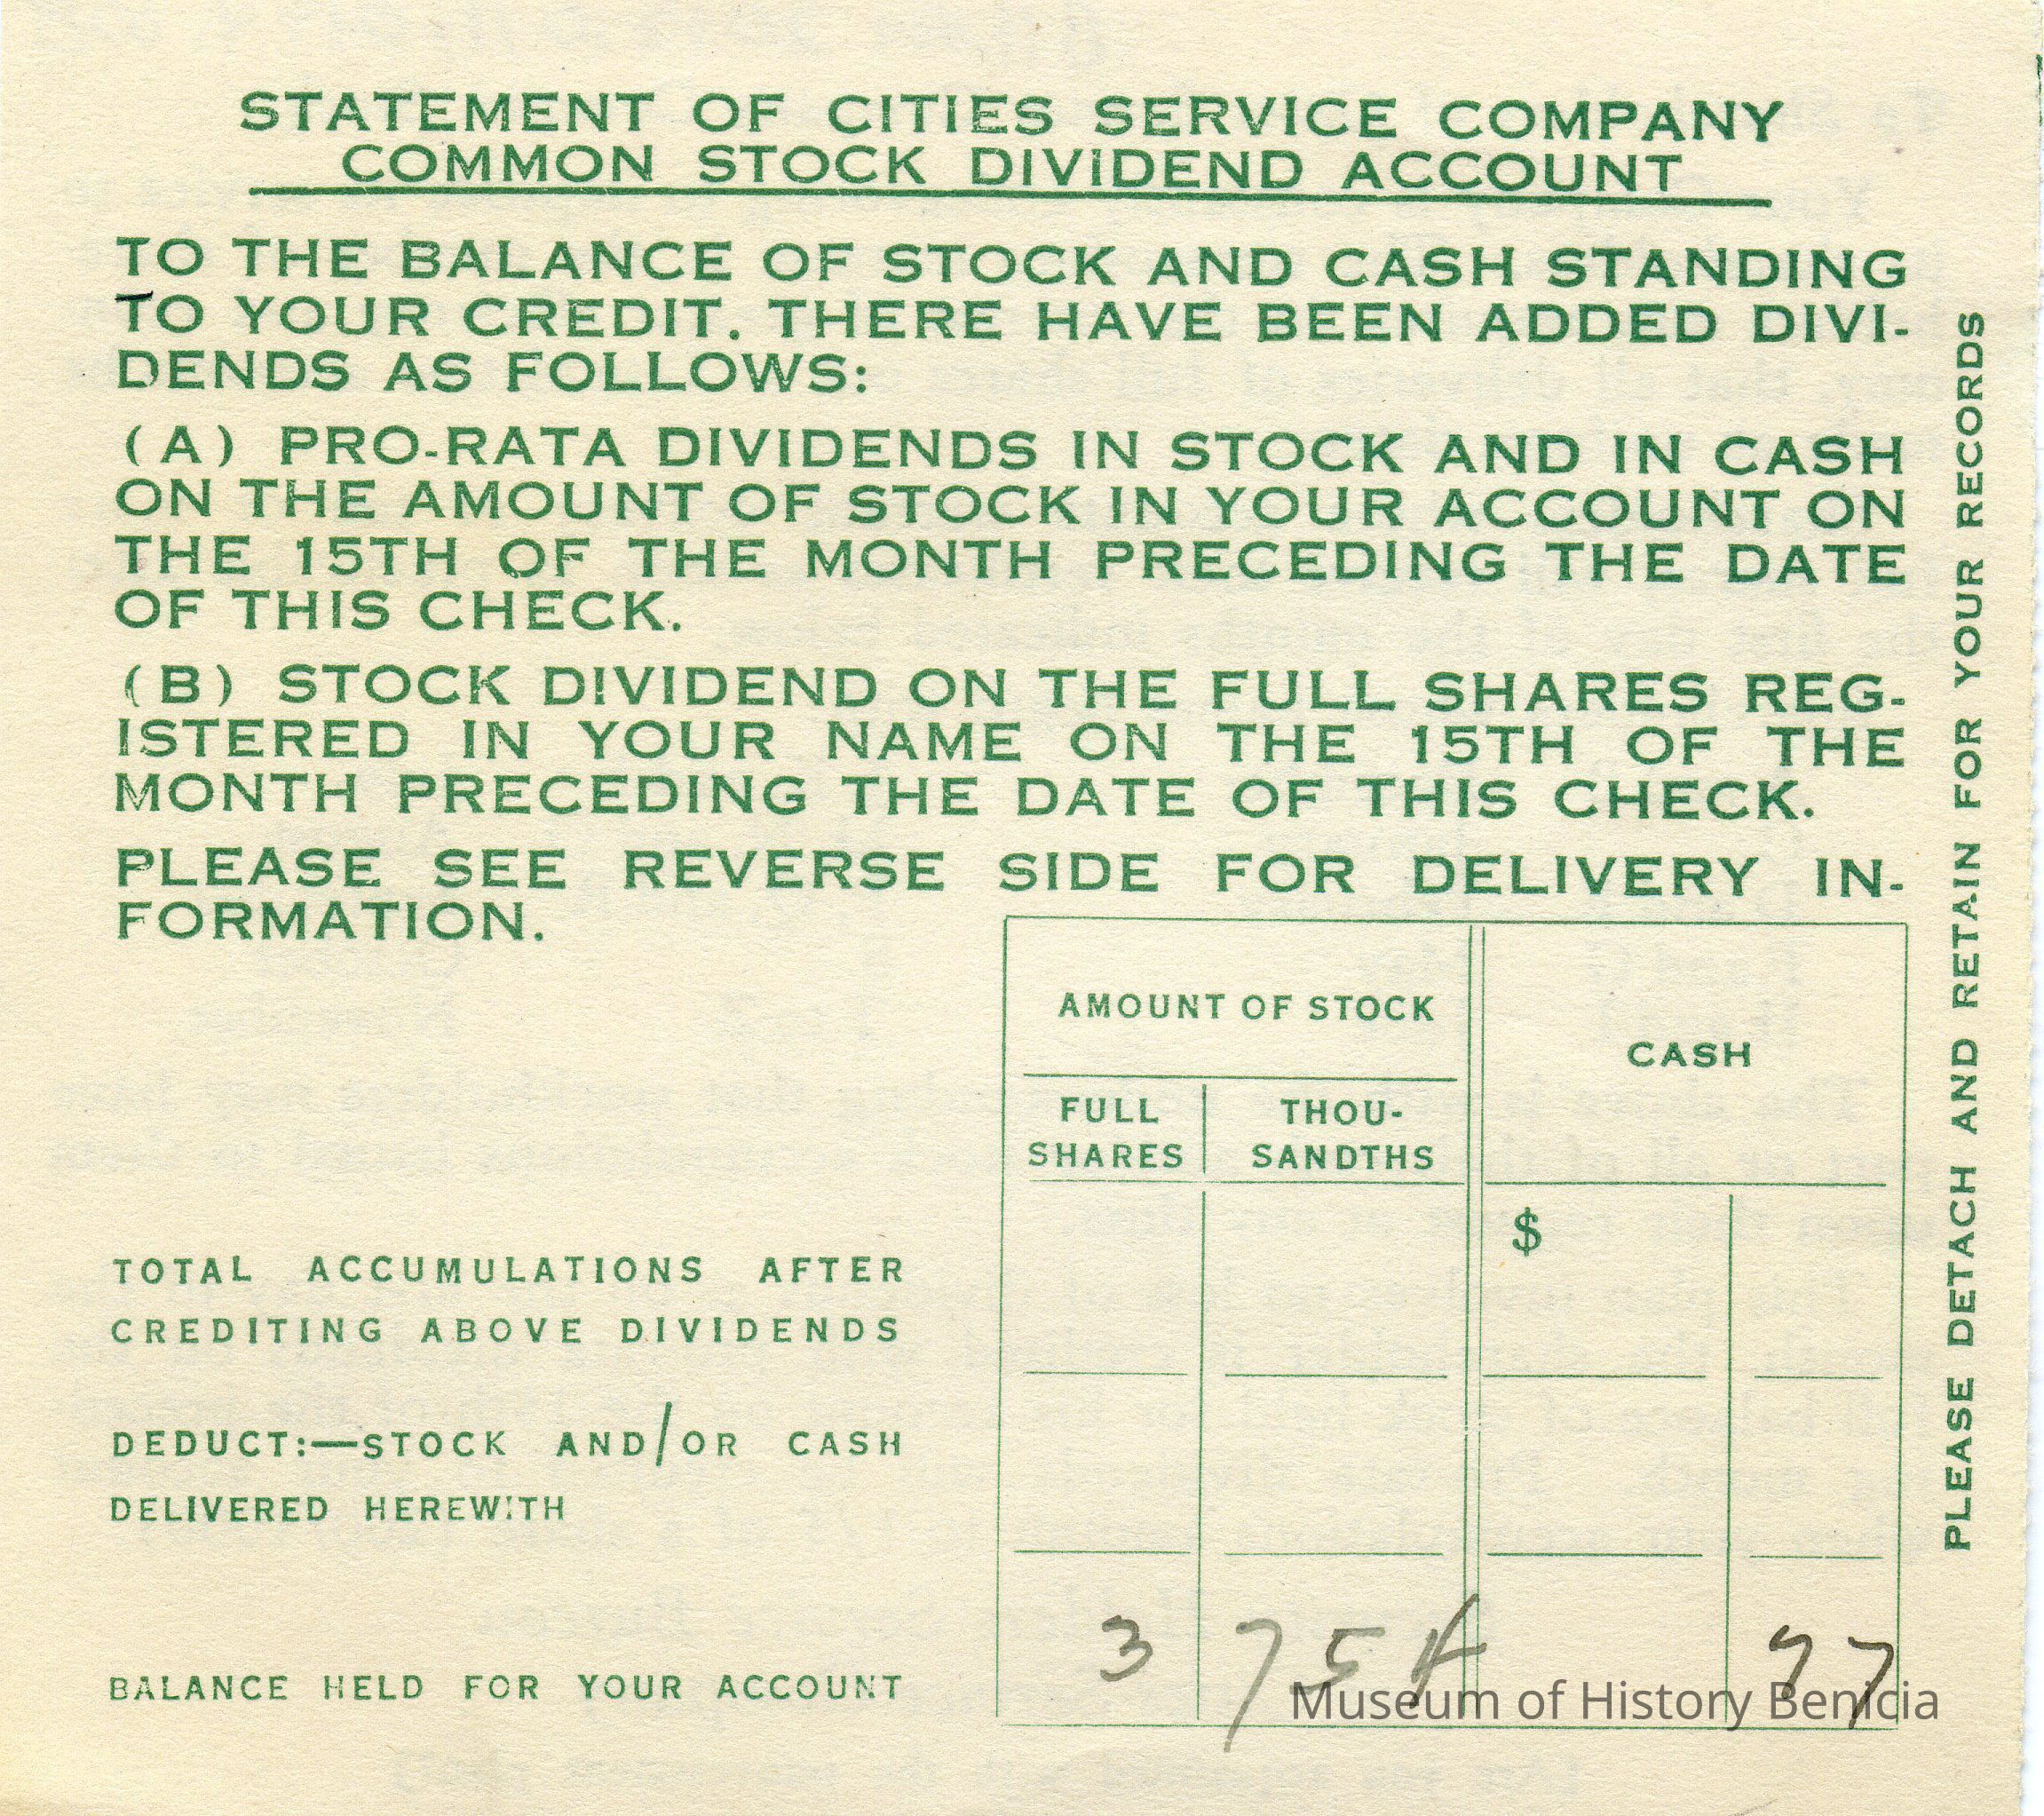 STATEMENT OF CITIES SERVICE COMPANY
COMMON STOCK DIVIDEND ACCOUNT
TO THE BALANCE OF STOCK AND CASH STANDING
TO YOUR CREDIT. THERE HAVE BEEN ADDED DIVI-
DENDS AS FOLLOWS:
(A) PRO-RATA DIVIDENDS IN STOCK AND IN CASH
ON THE AMOUNT OF STOCK IN YOUR ACCOUNT ON
THE 15TH OF THE MONTH PRECEDING THE DATE
OF THIS CHECK.
(B) STOCK DIVIDEND ON THE FULL SHARES REG-
ISTERED IN YOUR NAME ON THE 15TH OF THE
MONTH PRECEDING THE DATE OF THIS CHECK.
PLEASE SEE REVERSE SIDE FOR DELIVERY IN-
FORMATION.
AMOUNT OF STOCK
CASH
FULL
SHARES
THOU-
SANDTHS
$
TOTAL ACCUMULATIONS AFTER
CREDITING ABOVE DIVIDENDS
DEDUCT:—STOCK AND/OR CASH
DELIVERED HEREWITH
BALANCE HELD FOR YOUR ACCOUNT 3
PLEASE DETACH AND RETAIN FOR YOUR RECORDS
Museum of History Benicia